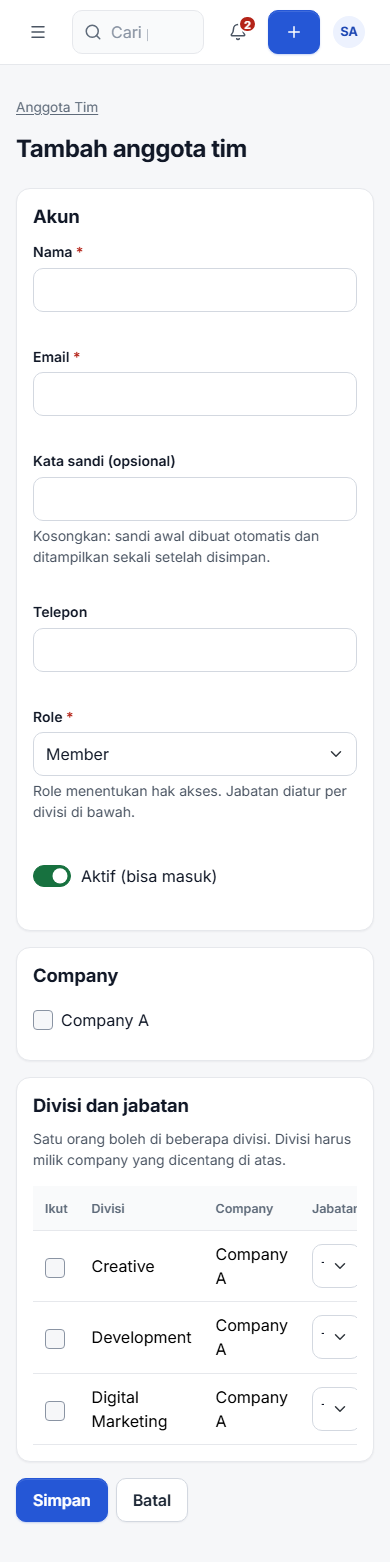 Cari
2
SA
Anggota Tim
Tambah anggota tim
Akun
Nama *
Email *
Kata sandi (opsional)
Kosongkan: sandi awal dibuat otomatis dan
ditampilkan sekali setelah disimpan.
Telepon
Role *
Member
Role menentukan hak akses. Jabatan diatur per
divisi di bawah.
Aktif (bisa masuk)
Company
Company A
Divisi dan jabatan
Satu orang boleh di beberapa divisi. Divisi harus
milik company yang dicentang di atas.
Ikut Divisi Company Jabatan
Creative Company A -
Development Company A -
Digital Marketing Company A -
Simpan Batal